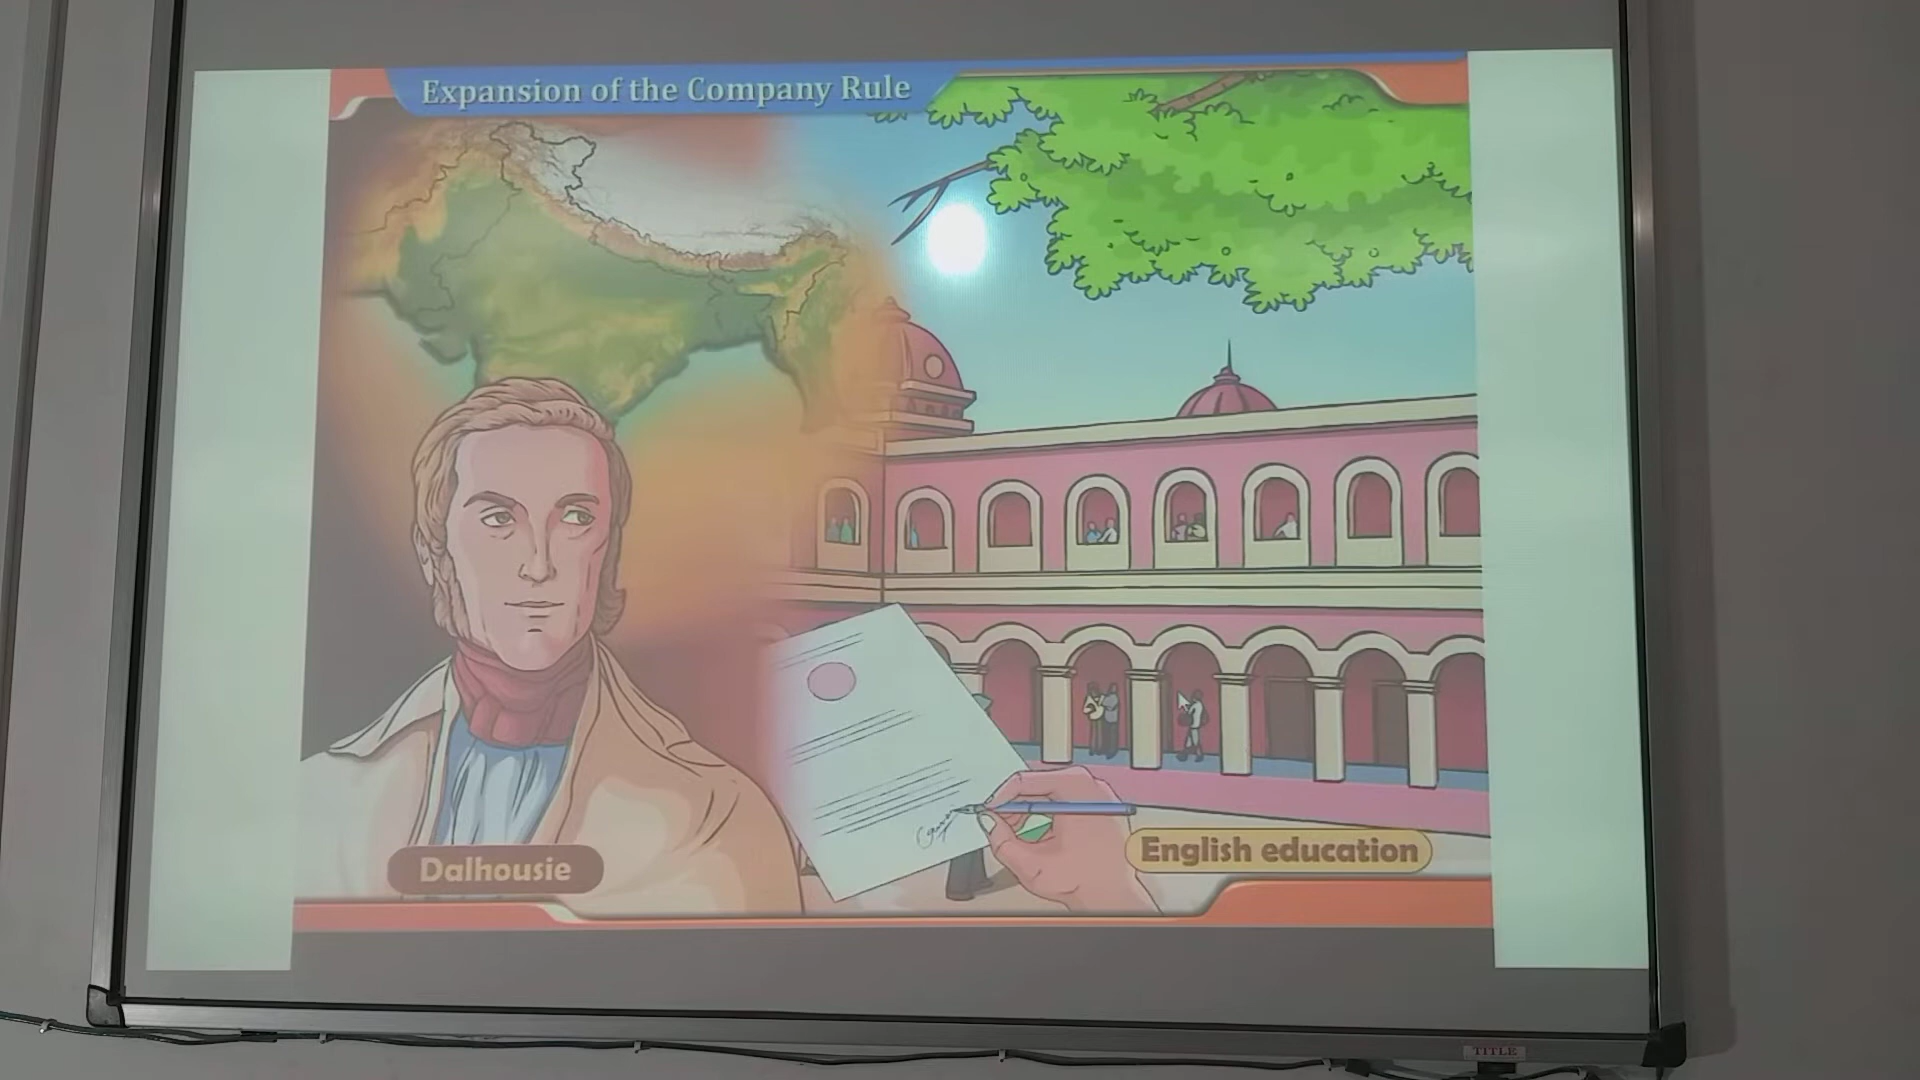 Expansion of the Company Rule
Dalhousie
English education
TITLE